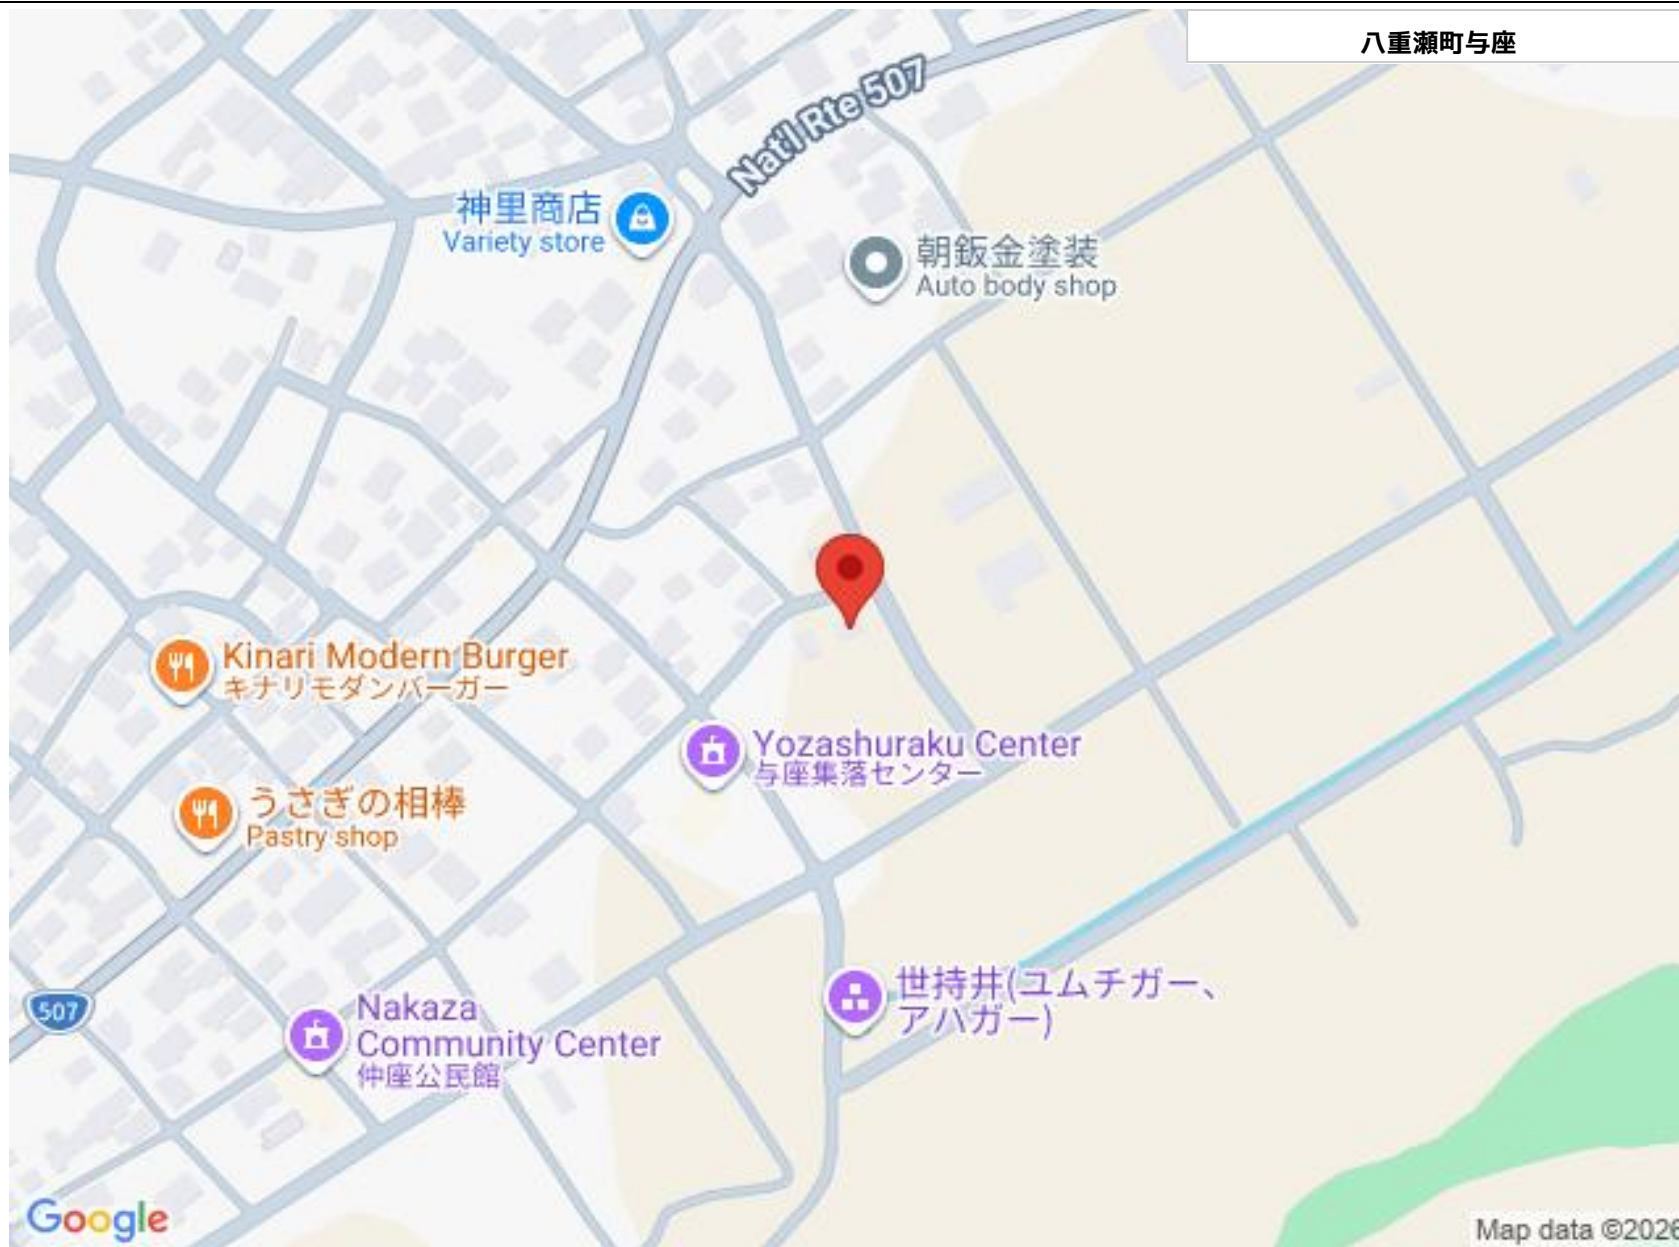 八重瀬町与座
Nat'l Rte 507
神里商店
Variety store
朝鈑金塗装
Auto body shop
Kinari Modern Burger
キナリモダンバーガー
Yozashuraku Center
与座集落センター
うさぎの相棒
Pastry shop
世持井(ユムチガー、
アハガー)
507
Nakaza
Community Center
仲座公民館
Google
Map data ©2026